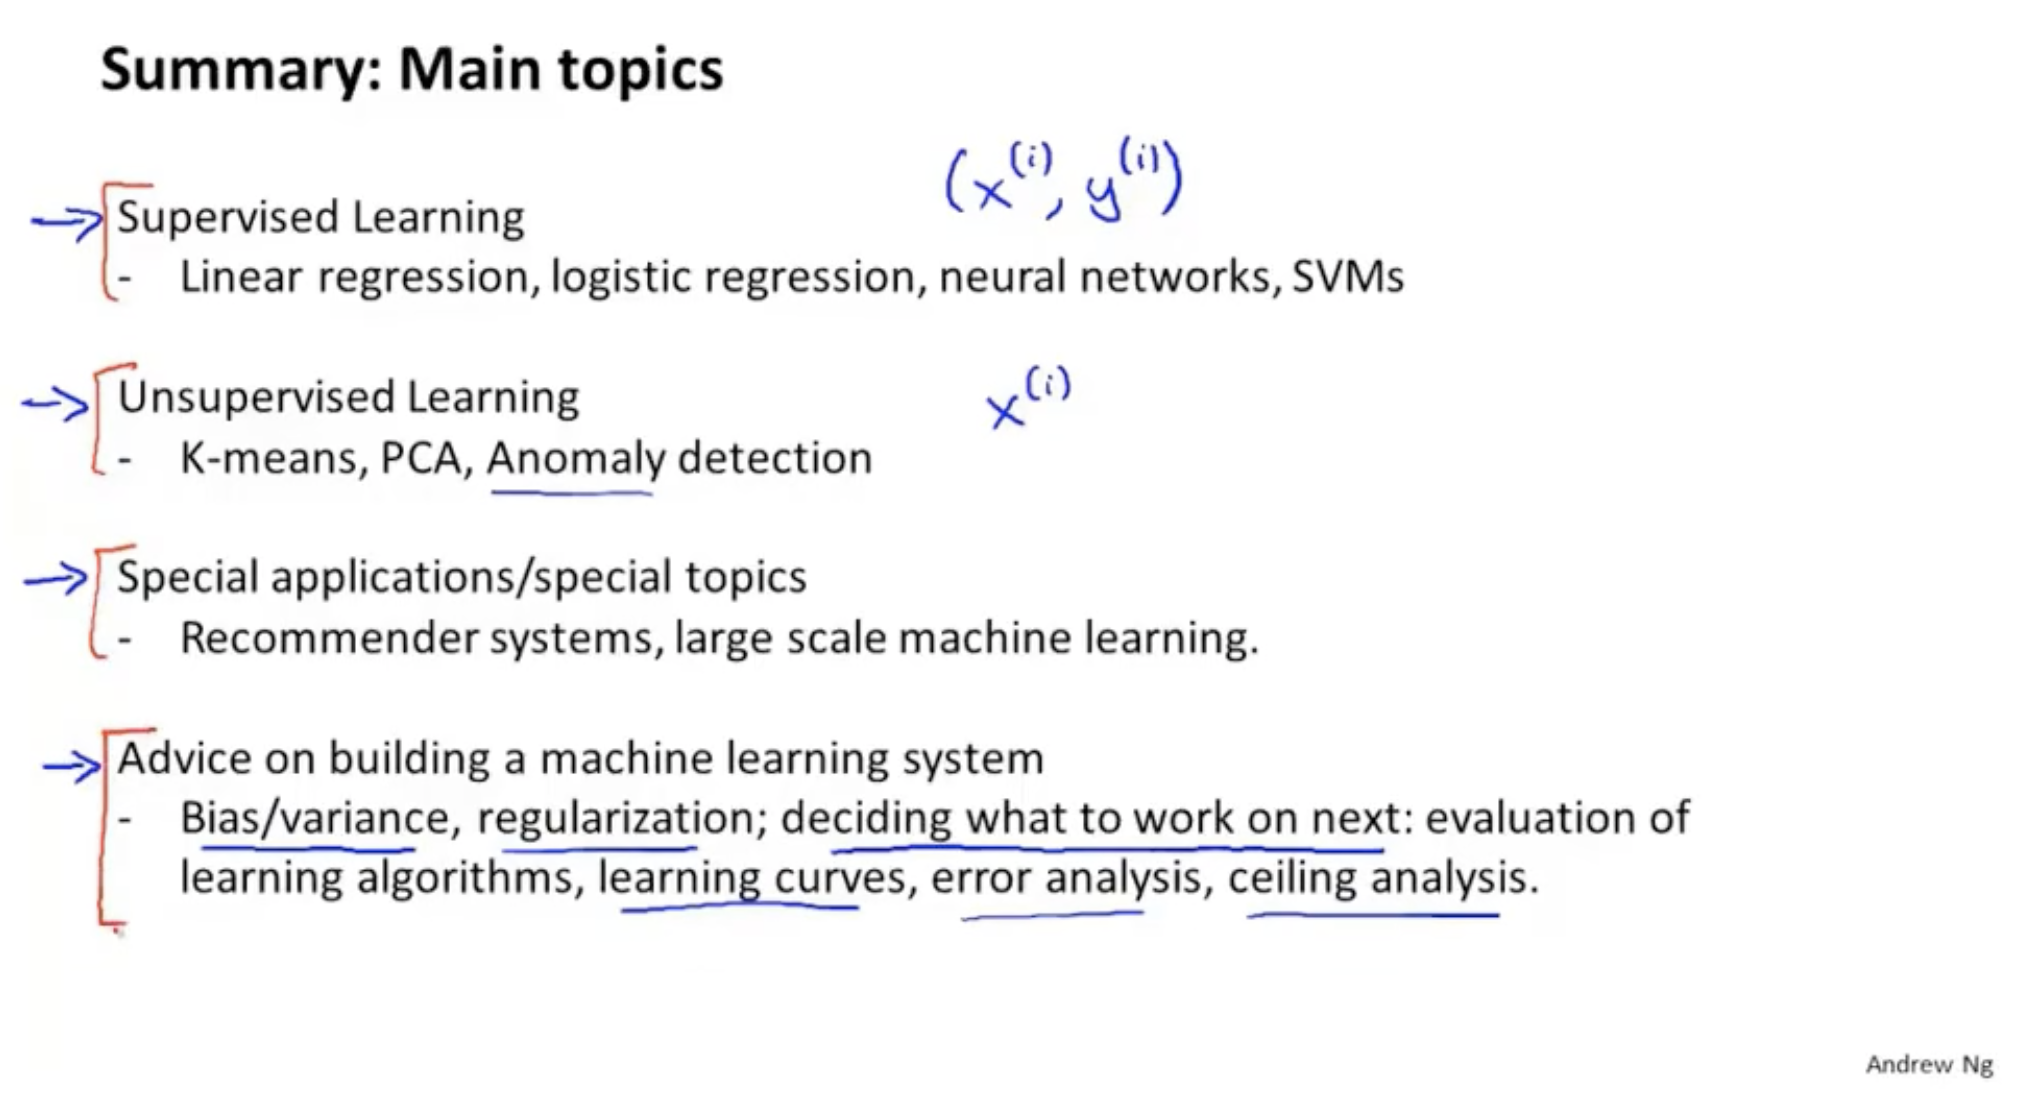 Summary: Main topics
(x^(i), y^(i))
Supervised Learning
- Linear regression, logistic regression, neural networks, SVMs
Unsupervised Learning
x^(i)
- K-means, PCA, Anomaly detection
Special applications/special topics
- Recommender systems, large scale machine learning.
Advice on building a machine learning system
- Bias/variance, regularization; deciding what to work on next: evaluation of
learning algorithms, learning curves, error analysis, ceiling analysis.
Andrew Ng